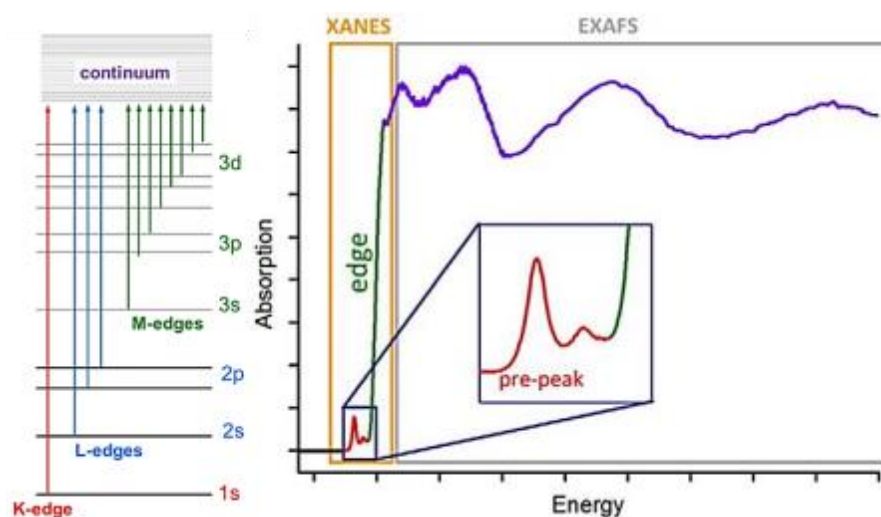 continuum
3d
3p
3s
M-edges
2p
2s
L-edges
1s
K-edge
XANES
EXAFS
Absorption
edge
pre-peak
Energy